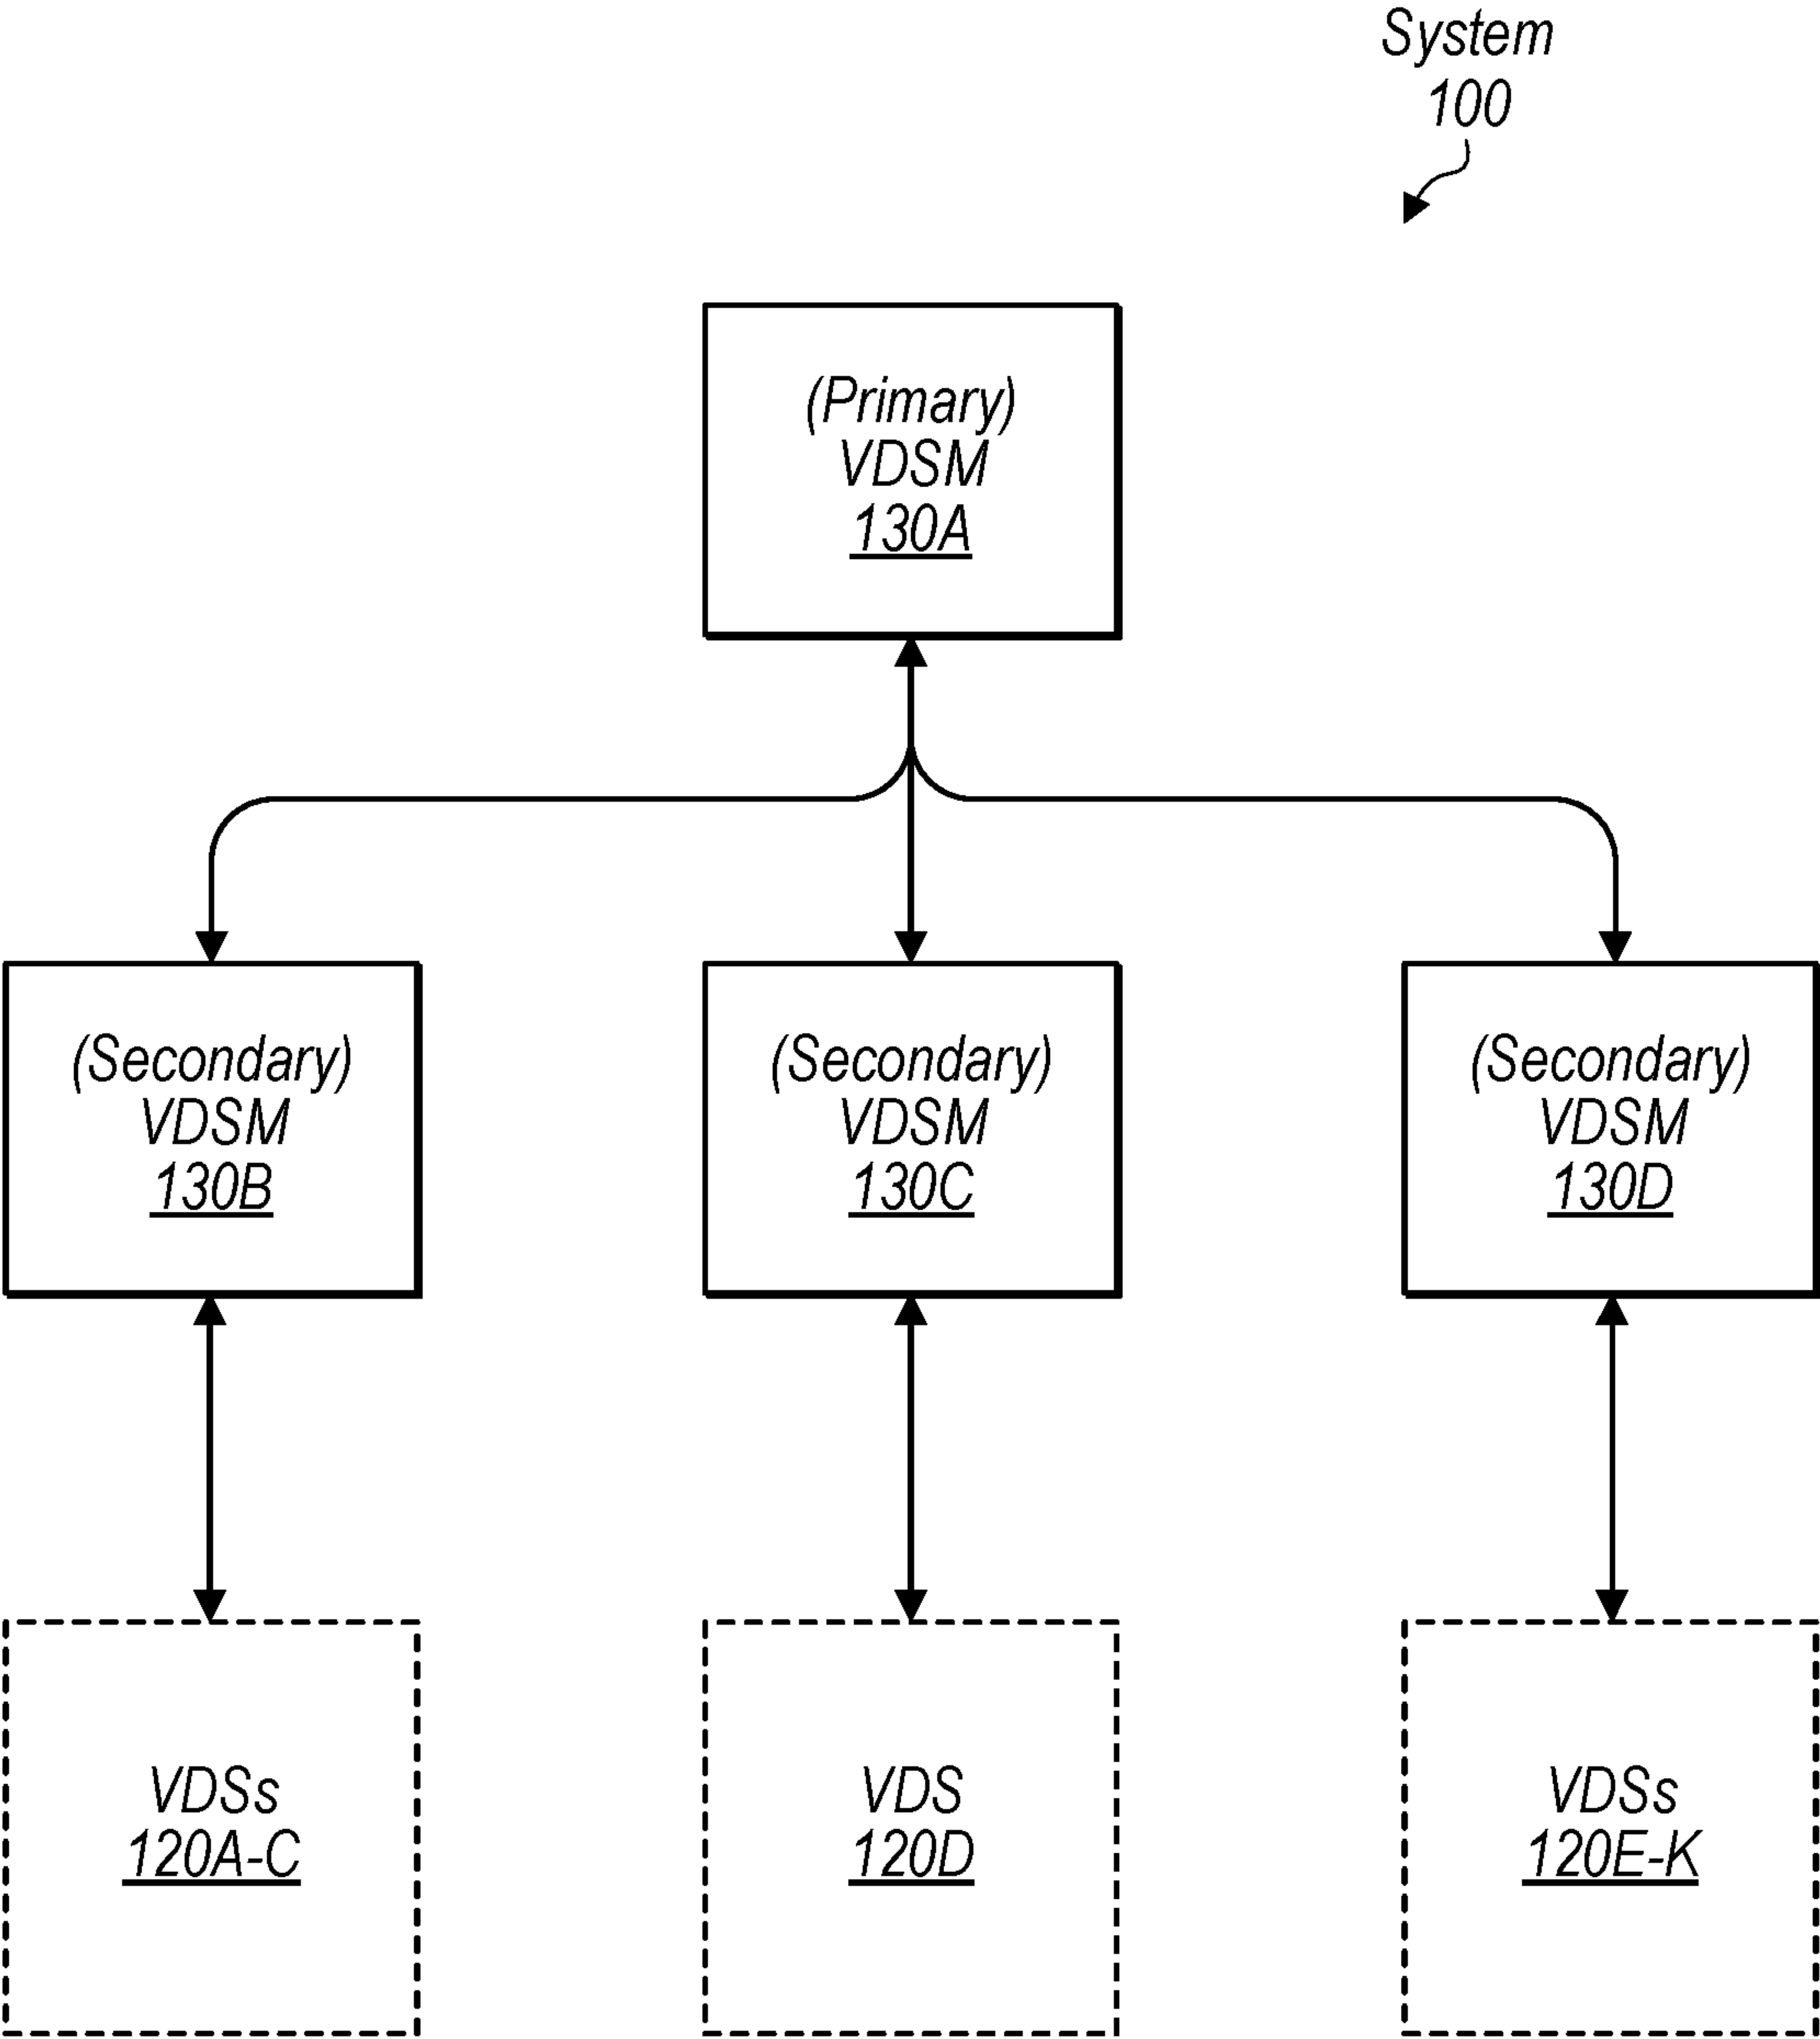 System
100
(Primary)
VDSM
130A
(Secondary)
VDSM
130B
(Secondary)
VDSM
130C
(Secondary)
VDSM
130D
VDSs
120A-C
VDS
120D
VDSs
120E-K